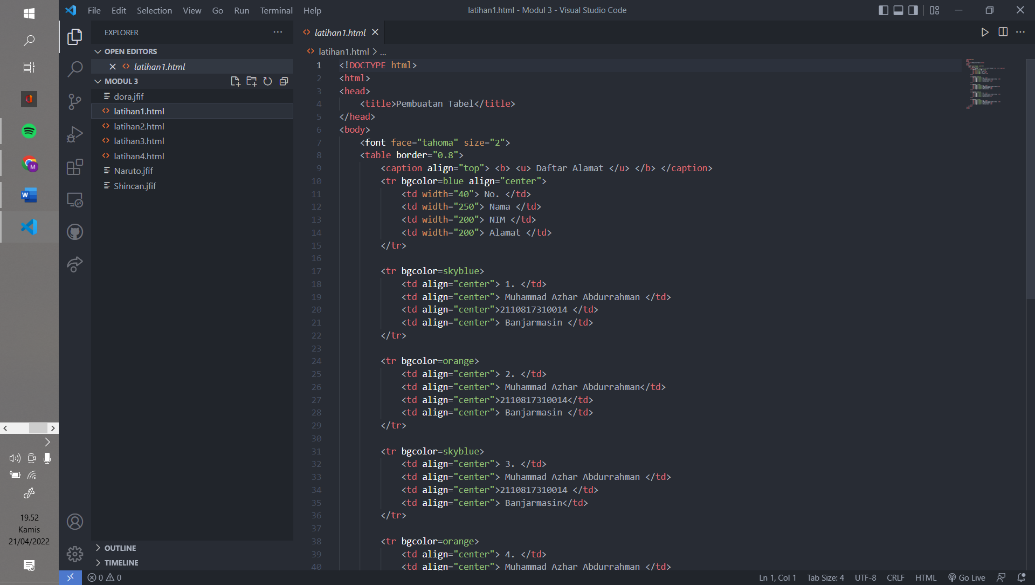 File Edit Selection View Go Run Terminal Help
latihan1.html - Modul 3 - Visual Studio Code
EXPLORER
OPEN EDITORS
latihan1.html
MODUL 3
dora.jfif
latihan1.html
latihan2.html
latihan3.html
latihan4.html
Naruto.jfif
Shincan.jfif
OUTLINE
TIMELINE
latihan1.html
latihan1.html > ...
1 <!DOCTYPE html>
2 <html>
3 <head>
4 <title>Pembuatan Tabel</title>
5 </head>
6 <body>
7 <font face="tahoma" size="2">
8 <table border="0.8">
9 <caption align="top"> <b> <u> Daftar Alamat </u> </b> </caption>
10 <tr bgcolor=blue align="center">
11 <td width="40"> No. </td>
12 <td width="250"> Nama </td>
13 <td width="200"> NIM </td>
14 <td width="200"> Alamat </td>
15 </tr>
16
17 <tr bgcolor=skyblue>
18 <td align="center"> 1. </td>
19 <td align="center"> Muhammad Azhar Abdurrahman </td>
20 <td align="center">2110817310014 </td>
21 <td align="center"> Banjarmasin </td>
22 </tr>
23
24 <tr bgcolor=orange>
25 <td align="center"> 2. </td>
26 <td align="center"> Muhammad Azhar Abdurrahman</td>
27 <td align="center">2110817310014</td>
28 <td align="center"> Banjarmasin </td>
29 </tr>
30
31 <tr bgcolor=skyblue>
32 <td align="center"> 3. </td>
33 <td align="center"> Muhammad Azhar Abdurrahman </td>
34 <td align="center">2110817310014 </td>
35 <td align="center"> Banjarmasin</td>
36 </tr>
37
38 <tr bgcolor=orange>
39 <td align="center"> 4. </td>
40 <td align="center"> Muhammad Azhar Abdurrahman </td>
19.52
Kamis
21/04/2022
0 0
Ln 1, Col 1 Tab Size: 4 UTF-8 CRLF HTML Go Live